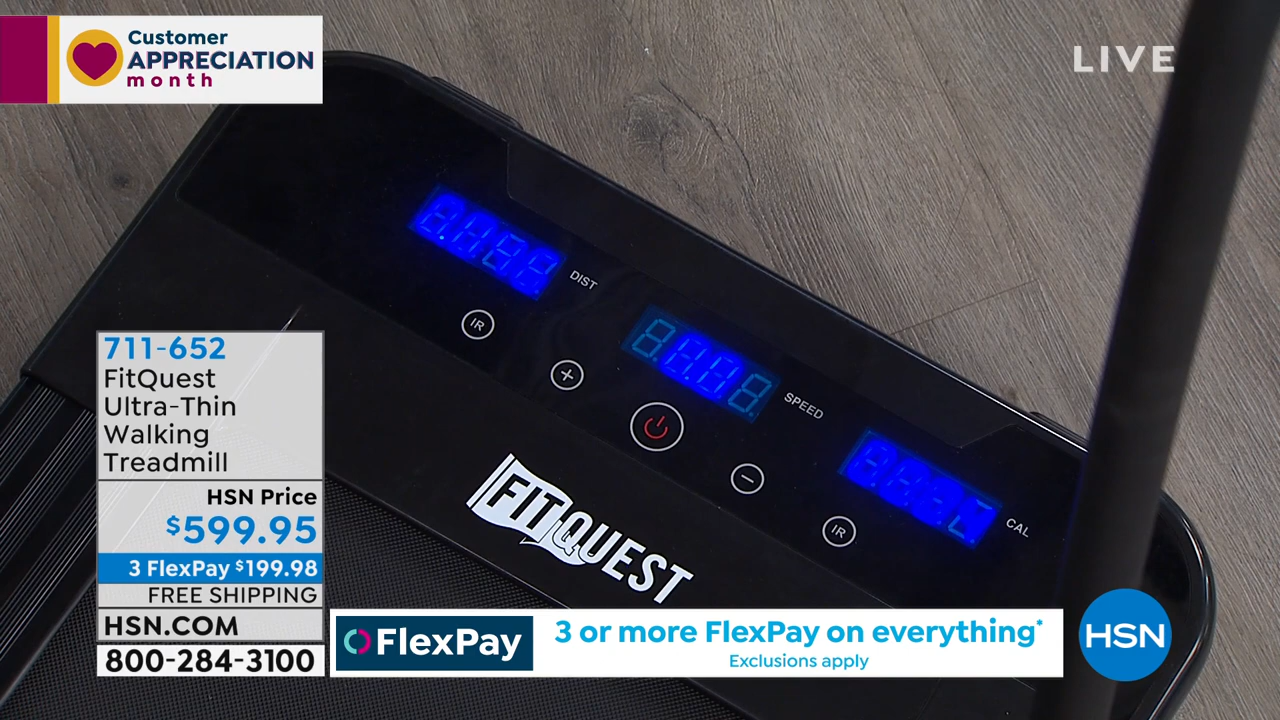 Customer
APPRECIATION
month
LIVE
DIST
IR
+
SPEED
−
CAL
IR
FITQUEST
711-652
FitQuest
Ultra-Thin
Walking
Treadmill
HSN Price
$599.95
3 FlexPay $199.98
FREE SHIPPING
HSN.COM
800-284-3100
FlexPay
3 or more FlexPay on everything*
Exclusions apply
HSN